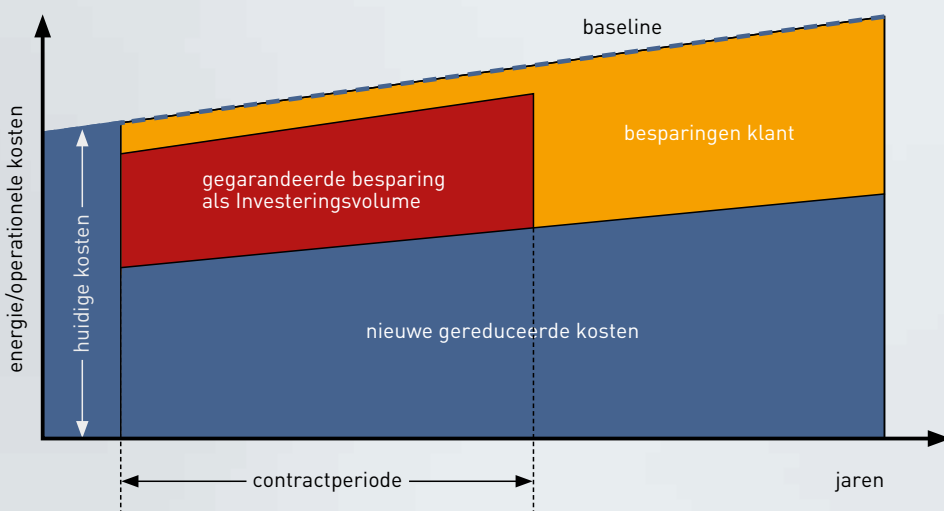 baseline
energie/operationele kosten
huidige kosten
besparingen klant
gegarandeerde besparing
als Investeringsvolume
nieuwe gereduceerde kosten
contractperiode
jaren